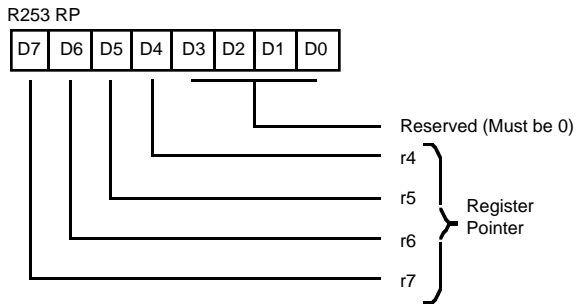 R253 RP
D7 D6 D5 D4 D3 D2 D1 D0
Reserved (Must be 0)
r4
r5
Register
Pointer
r6
r7